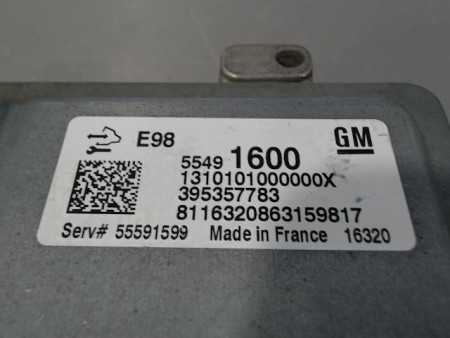 E98
GM
5549 1600
1310101000000X
395357783
8116320863159817
Serv# 55591599 Made in France 16320